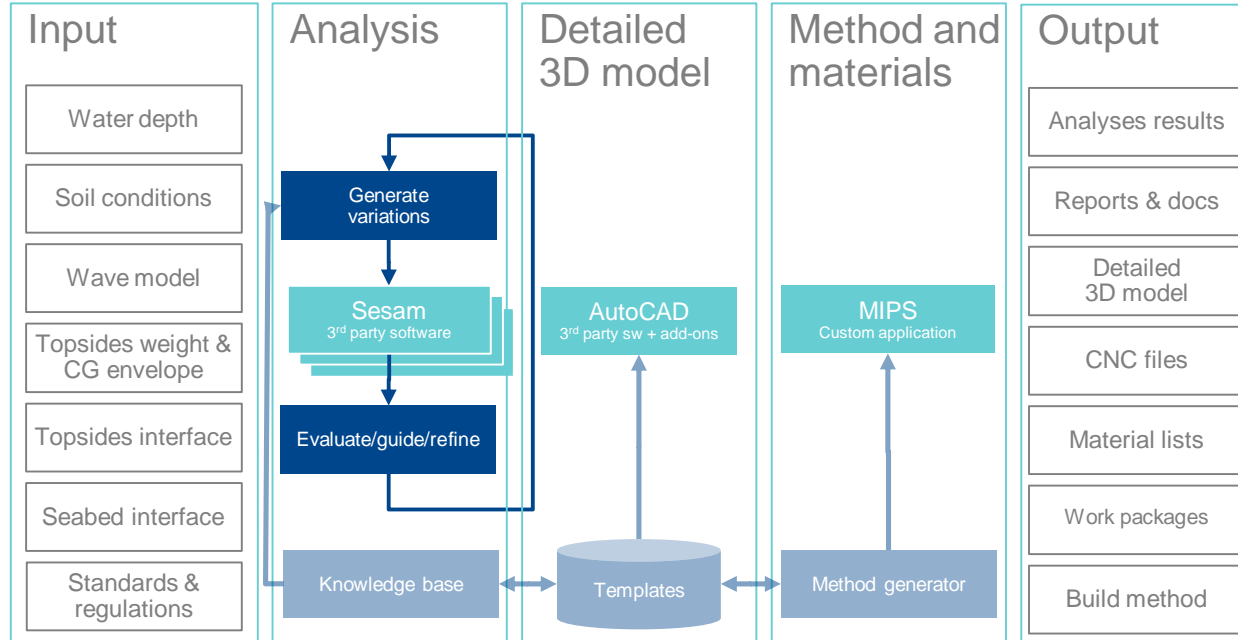 Input
Water depth
Soil conditions
Wave model
Topsides weight &
CG envelope
Topsides interface
Seabed interface
Standards &
regulations
Analysis
Generate
variations
Sesam
3rd party software
Evaluate/guide/refine
Knowledge base
Detailed
3D model
AutoCAD
3rd party sw + add-ons
Templates
Method and
materials
MIPS
Custom application
Method generator
Output
Analyses results
Reports & docs
Detailed
3D model
CNC files
Material lists
Work packages
Build method